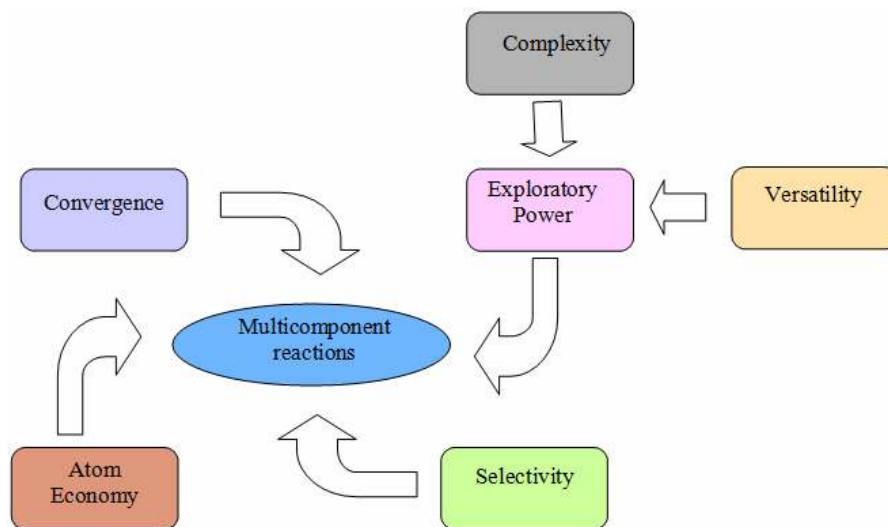 Complexity
Convergence
Exploratory
Power
Versatility
Multicomponent
reactions
Atom
Economy
Selectivity